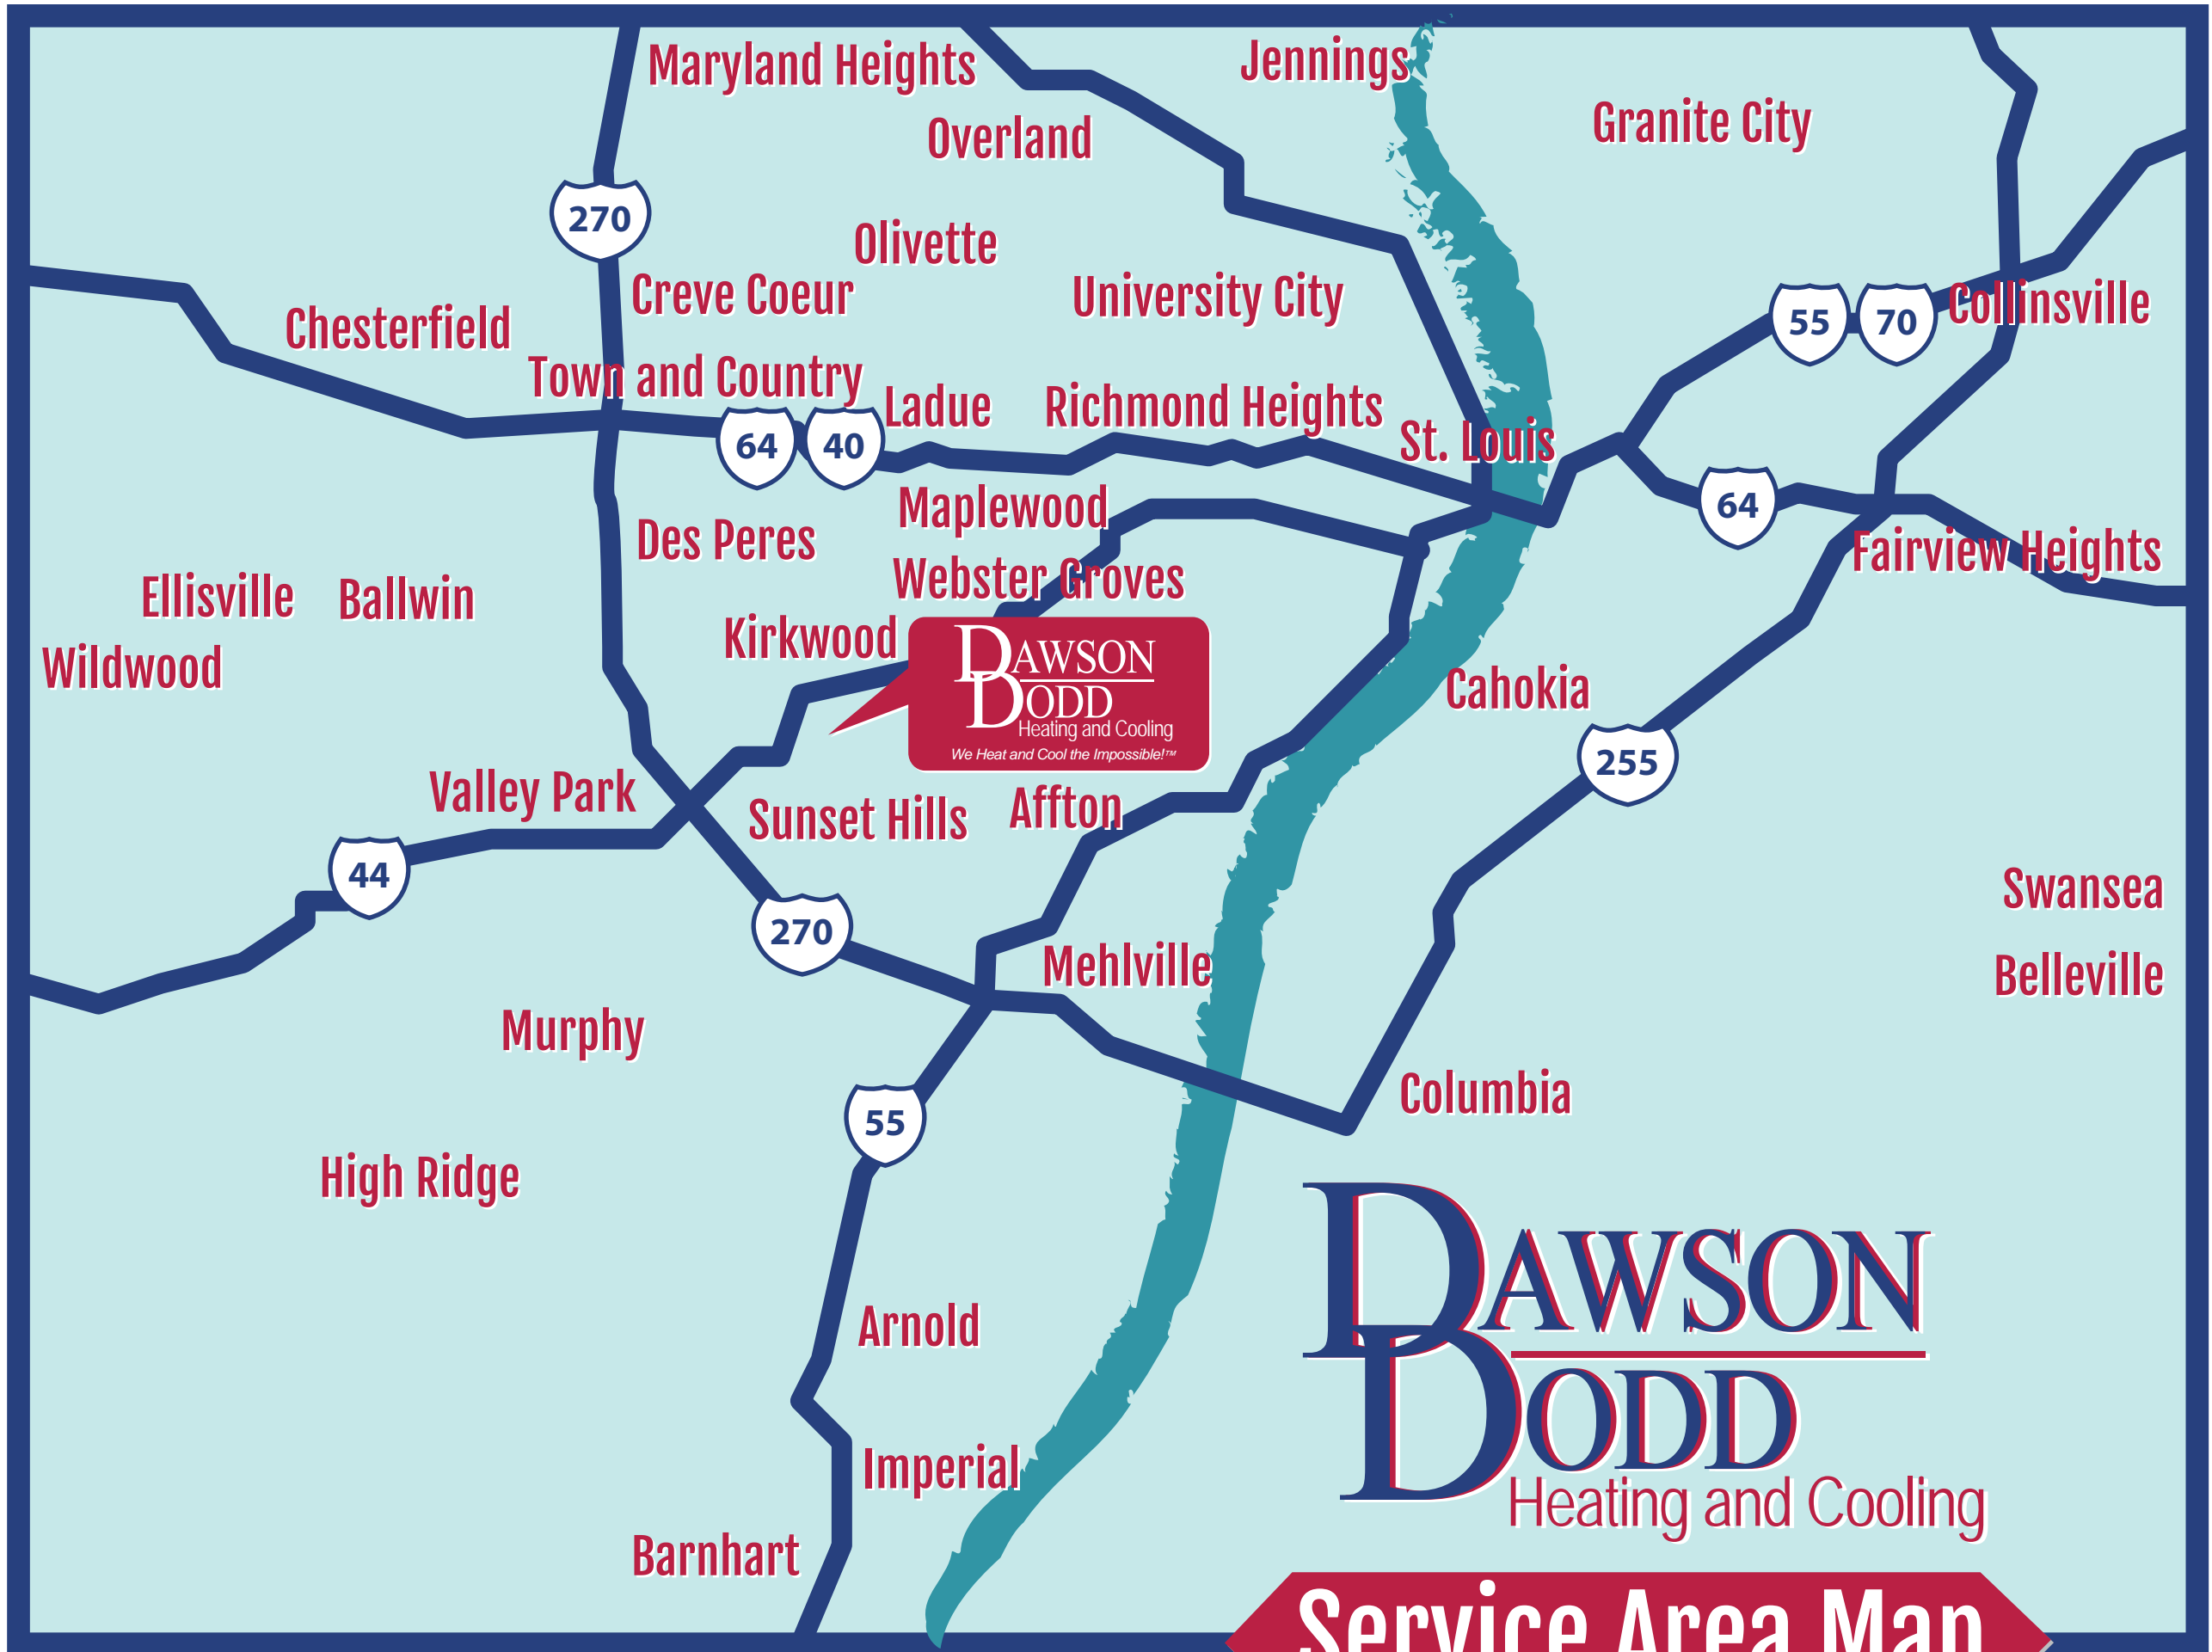 Maryland Heights
Jennings
Granite City
Overland
270
Olivette
Creve Coeur
University City
Chesterfield
55
70
Collinsville
Town and Country
Ladue
Richmond Heights
St. Louis
64
40
Maplewood
64
Des Peres
Fairview Heights
Webster Groves
Ellisville
Ballwin
Kirkwood
Wildwood
DAWSON
DODD
Heating and Cooling
We Heat and Cool the Impossible!™
Cahokia
255
Valley Park
Sunset Hills
Affton
44
Swansea
270
Mehlville
Belleville
Murphy
Columbia
55
High Ridge
DAWSON
DODD
Heating and Cooling
Arnold
Imperial
Barnhart
Service Area Map